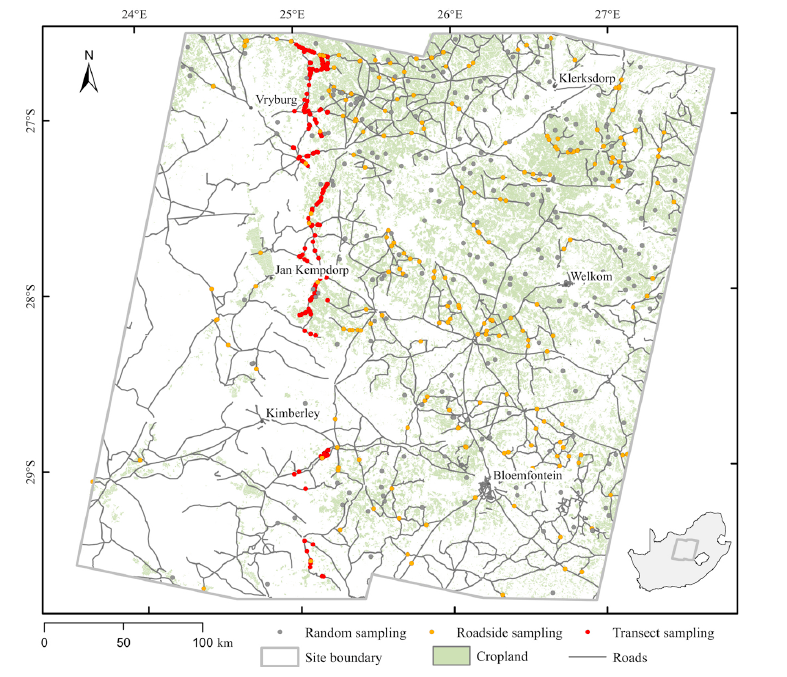 24°E 25°E 26°E 27°E
N
Klerksdorp
Vryburg
27°S
Jan Kempdorp
Welkom
28°S
Kimberley
29°S
Bloemfontein
0 50 100 km
Random sampling Roadside sampling Transect sampling
Site boundary Cropland Roads